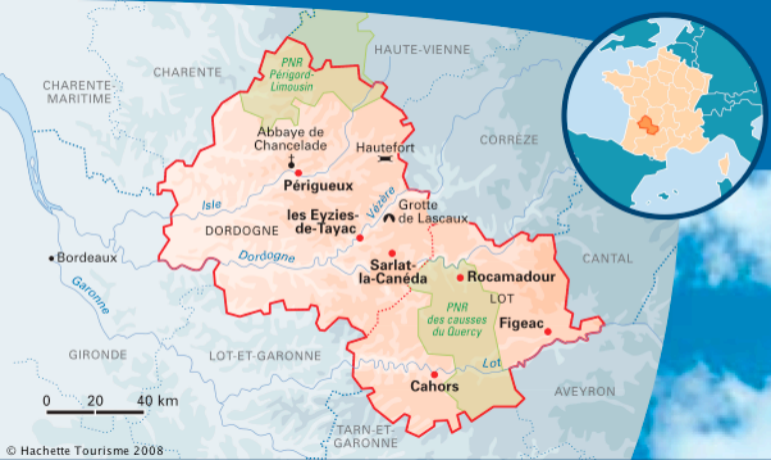 HAUTE-VIENNE
CHARENTE
PNR
Périgord-
Limousin
CHARENTE
MARITIME
Abbaye de
Chancelade
Hautefort
CORRÈZE
Périgueux
Isle
Vézère
Grotte
de Lascaux
les Eyzies-
de-Tayac
DORDOGNE
Dordogne
Bordeaux
Sarlat-
la-Canéda
CANTAL
Rocamadour
Garonne
LOT
PNR
des causses
du Quercy
Figeac
GIRONDE
LOT-ET-GARONNE
Lot
Cahors
AVEYRON
0 20 40 km
TARN-ET-
GARONNE
© Hachette Tourisme 2008